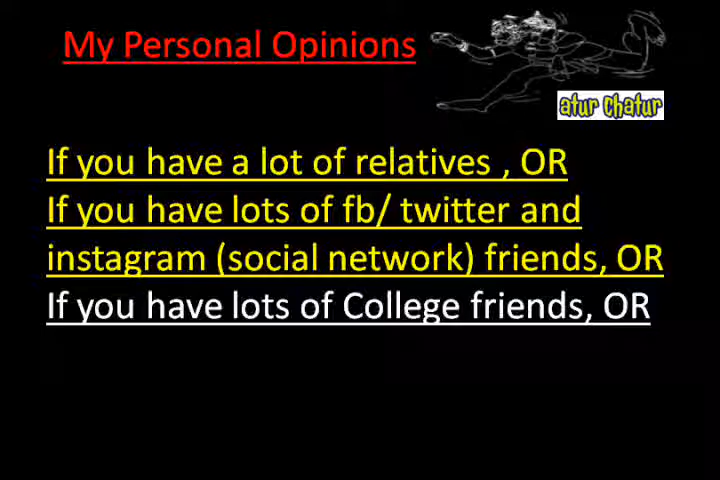 My Personal Opinions
atur chatur
If you have a lot of relatives , OR
If you have lots of fb/ twitter and
instagram (social network) friends, OR
If you have lots of College friends, OR